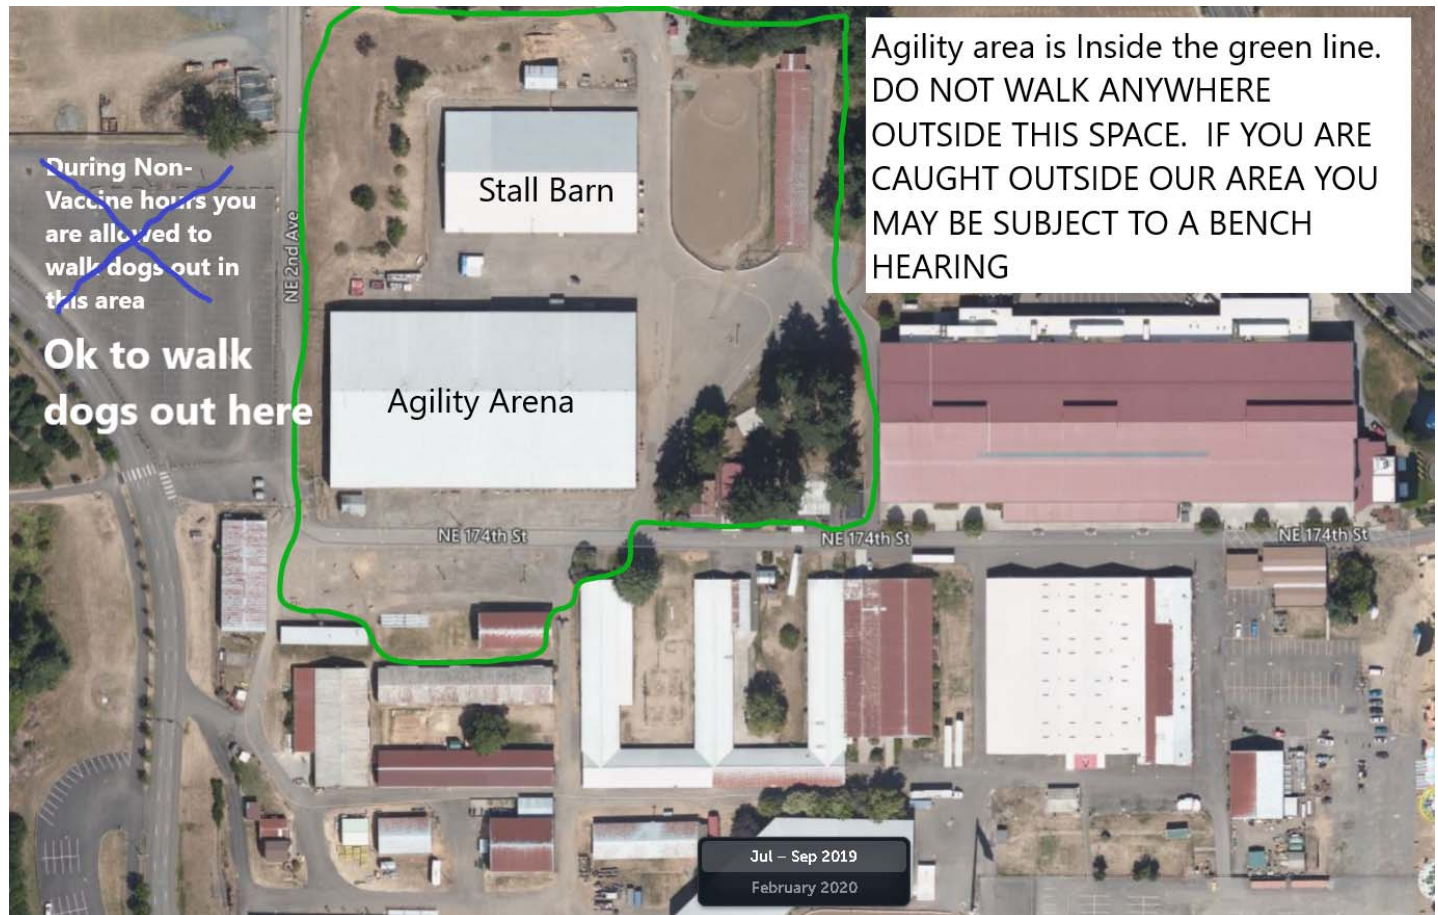 Agility area is Inside the green line.
DO NOT WALK ANYWHERE
OUTSIDE THIS SPACE.  IF YOU ARE
CAUGHT OUTSIDE OUR AREA YOU
MAY BE SUBJECT TO A BENCH
HEARING
During Non-
Vaccine hours you
are allowed to
walk dogs out in
this area
Ok to walk
dogs out here
NE 2nd Ave
Stall Barn
Agility Arena
NE 174th St
NE 174th St
NE 174th St
Jul – Sep 2019
February 2020